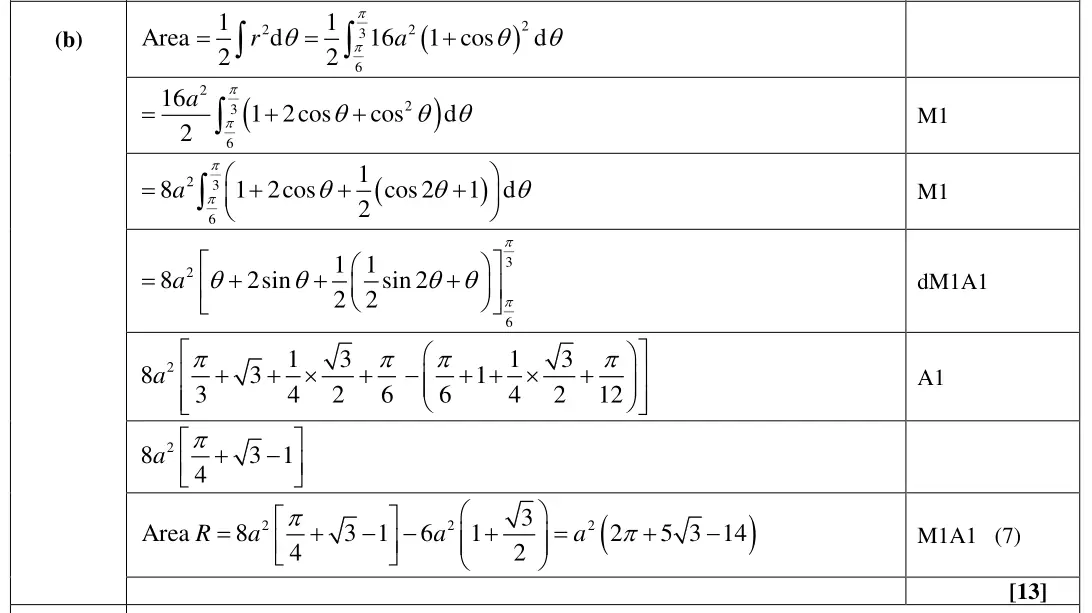 (b) Area = 1/2 ∫ r² dθ = 1/2 ∫_{π/6}^{π/3} 16a² (1 + cos θ)² dθ
= 16a²/2 ∫_{π/6}^{π/3} (1 + 2cos θ + cos² θ) dθ M1
= 8a² ∫_{π/6}^{π/3} (1 + 2cos θ + 1/2 (cos 2θ + 1)) dθ M1
= 8a² [θ + 2sin θ + 1/2 (1/2 sin 2θ + θ)]_{π/6}^{π/3} dM1A1
8a² [π/3 + √3 + 1/4 × √3/2 + π/6 − (π/6 + 1 + 1/4 × √3/2 + π/12)] A1
8a² [π/4 + √3 − 1]
Area R = 8a² [π/4 + √3 − 1] − 6a² (1 + √3/2) = a² (2π + 5√3 − 14) M1A1 (7)
[13]